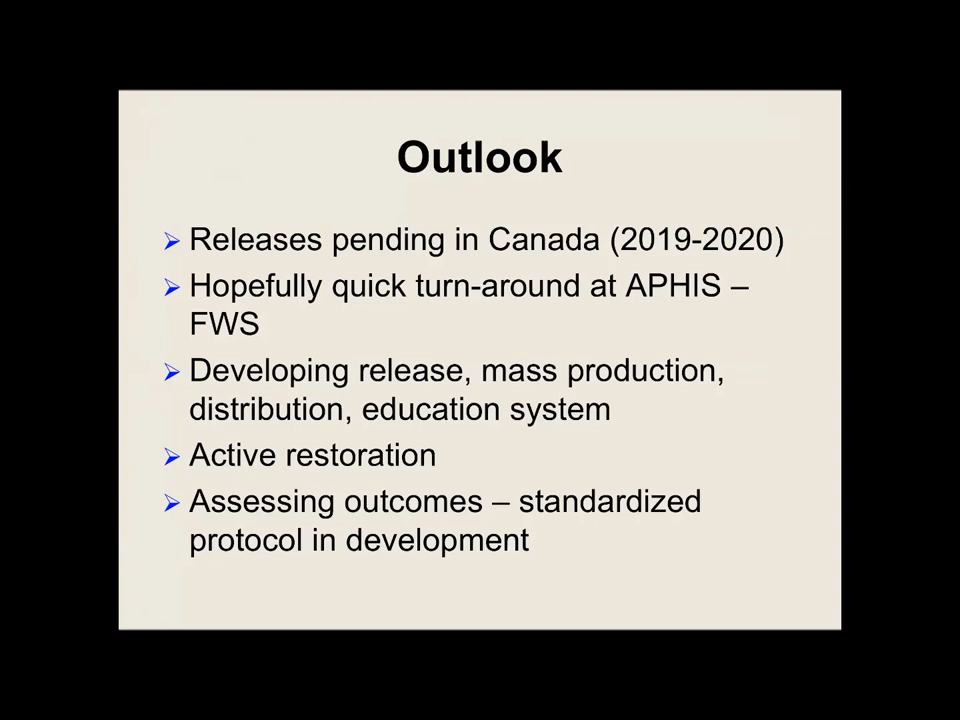 Outlook
Releases pending in Canada (2019-2020)
Hopefully quick turn-around at APHIS –
FWS
Developing release, mass production,
distribution, education system
Active restoration
Assessing outcomes – standardized
protocol in development